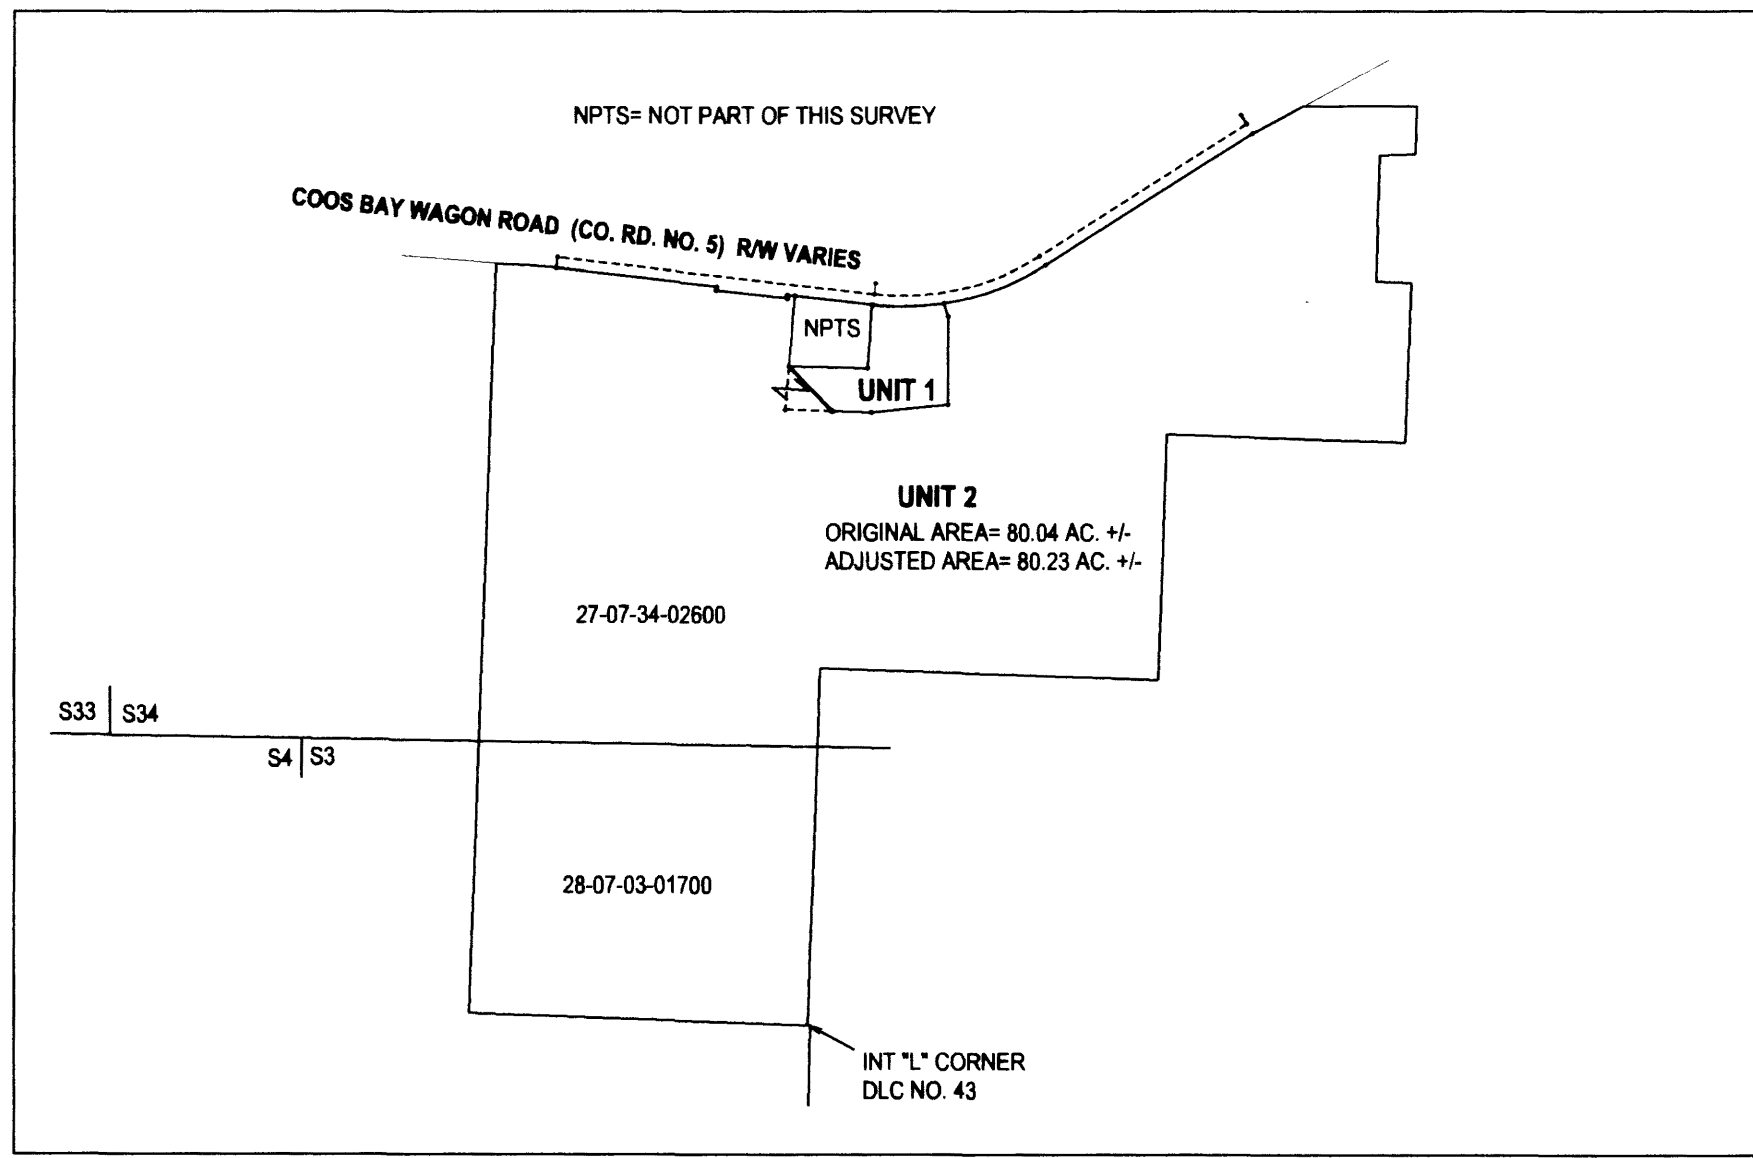 NPTS= NOT PART OF THIS SURVEY
COOS BAY WAGON ROAD (CO. RD. NO. 5) R/W VARIES
NPTS
UNIT 1
UNIT 2
ORIGINAL AREA= 80.04 AC. +/-
ADJUSTED AREA= 80.23 AC. +/-
27-07-34-02600
S33 S34
S4 S3
28-07-03-01700
INT "L" CORNER
DLC NO. 43